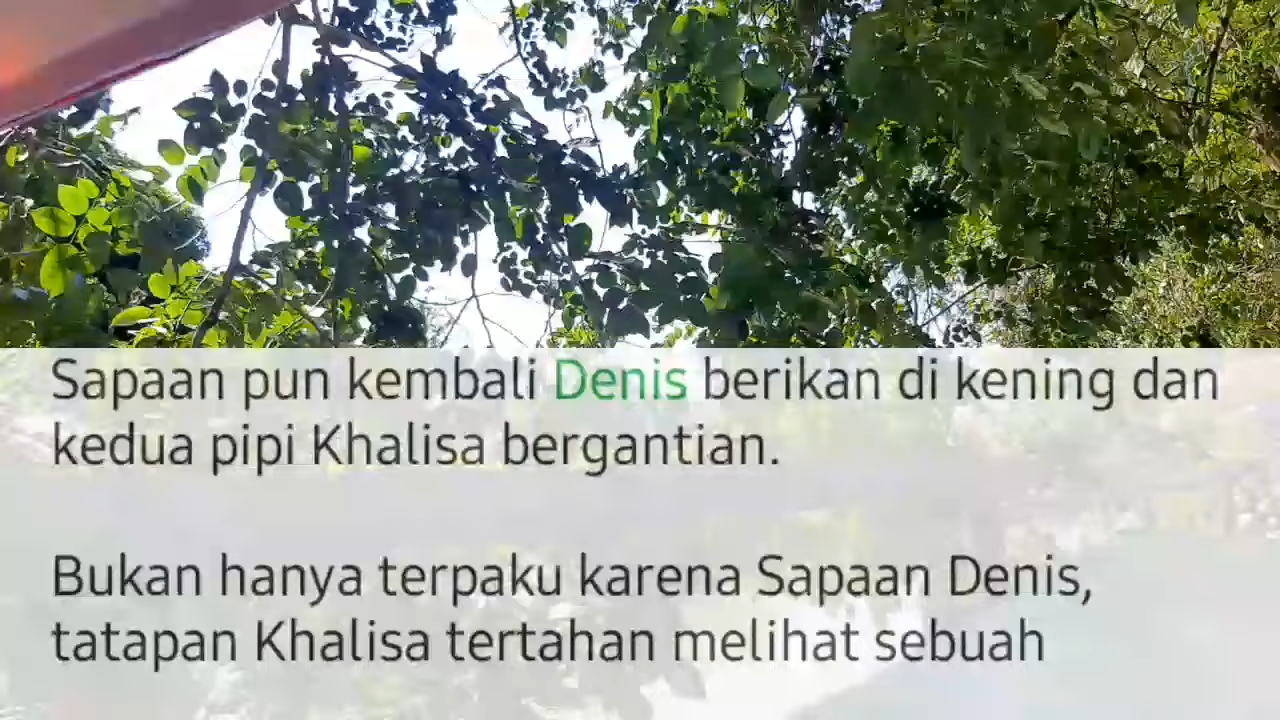 Sapaan pun kembali Denis berikan di kening dan
kedua pipi Khalisa bergantian.
Bukan hanya terpaku karena Sapaan Denis,
tatapan Khalisa tertahan melihat sebuah